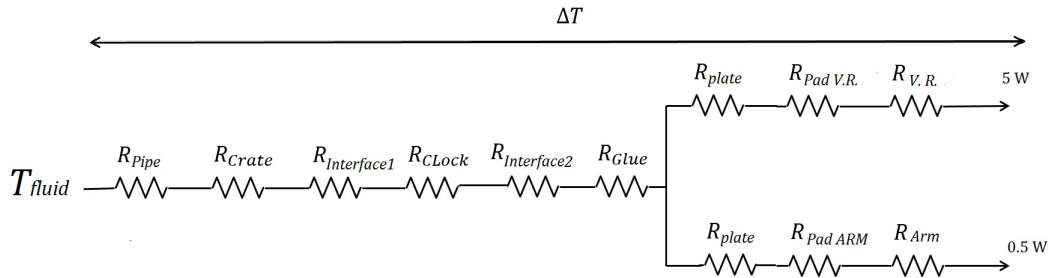 ΔT
R_plate R_Pad V.R. R_V.R. 5 W
T_fluid R_Pipe R_Crate R_Interface1 R_CLock R_Interface2 R_Glue
R_plate R_Pad ARM R_Arm 0.5 W